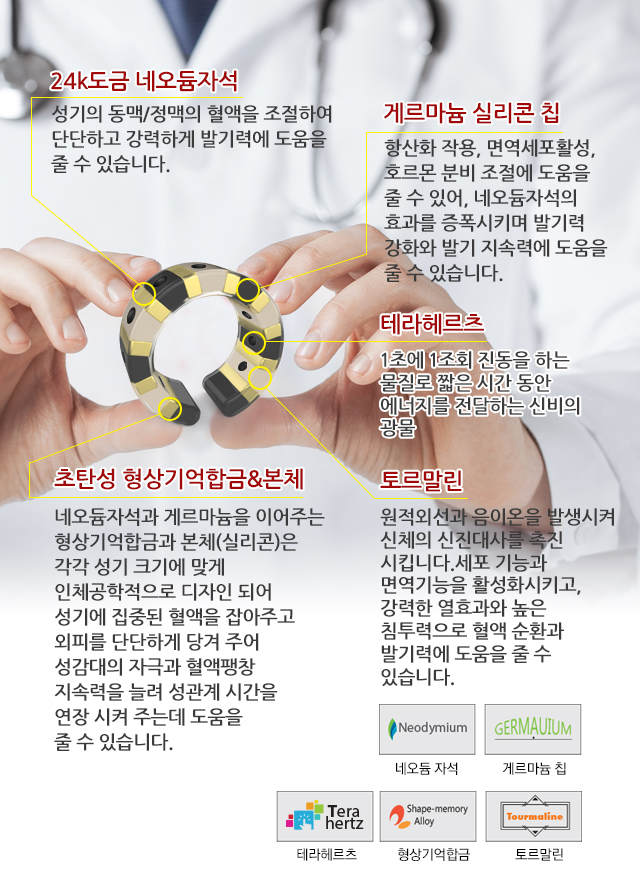 24k도금 네오듐자석
성기의 동맥/정맥의 혈액을 조절하여
단단하고 강력하게 발기력에 도움을
줄 수 있습니다.
게르마늄 실리콘 칩
항산화 작용, 면역세포활성,
호르몬 분비 조절에 도움을
줄 수 있어, 네오듐자석의
효과를 증폭시키며 발기력
강화와 발기 지속력에 도움을
줄 수 있습니다.
테라헤르츠
1초에 1조회 진동을 하는
물질로 짧은 시간 동안
에너지를 전달하는 신비의
광물
초탄성 형상기억합금&본체
네오듐자석과 게르마늄을 이어주는
형상기억합금과 본체(실리콘)은
각각 성기 크기에 맞게
인체공학적으로 디자인 되어
성기에 집중된 혈액을 잡아주고
외피를 단단하게 당겨 주어
성감대의 자극과 혈액팽창
지속력을 늘려 성관계 시간을
연장 시켜 주는데 도움을
줄 수 있습니다.
토르말린
원적외선과 음이온을 발생시켜
신체의 신진대사를 촉진
시킵니다.세포 기능과
면역기능을 활성화시키고,
강력한 열효과와 높은
침투력으로 혈액 순환과
발기력에 도움을 줄 수
있습니다.
Neodymium
네오듐 자석
GERMAUIUM
게르마늄 칩
Tera
hertz
테라헤르츠
Shape-memory
Alloy
형상기억합금
Tourmaline
토르말린